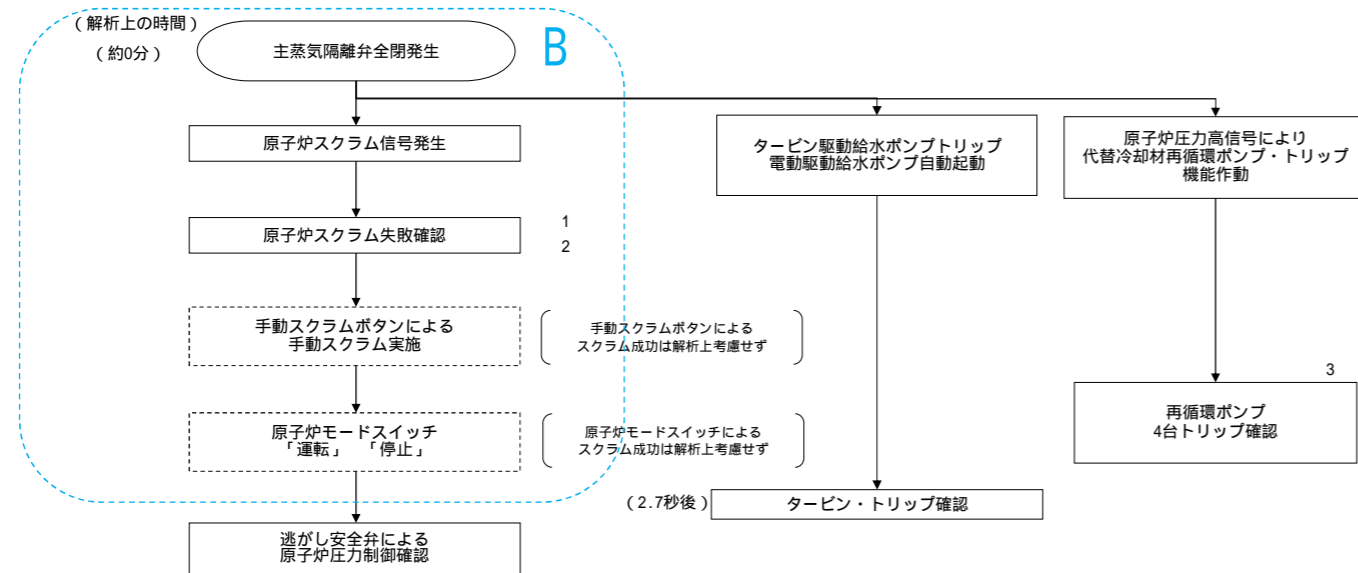 (解析上の時間)
(約0分)
主蒸気隔離弁全閉発生
B
原子炉スクラム信号発生
タービン駆動給水ポンプトリップ
電動駆動給水ポンプ自動起動
原子炉圧力高信号により
代替冷却材再循環ポンプ・トリップ
機能作動
原子炉スクラム失敗確認
1
2
手動スクラムボタンによる
手動スクラム実施
手動スクラムボタンによる
スクラム成功は解析上考慮せず
3
再循環ポンプ
4台トリップ確認
原子炉モードスイッチ
「運転」 「停止」
原子炉モードスイッチによる
スクラム成功は解析上考慮せず
(2.7秒後)
タービン・トリップ確認
逃がし安全弁による
原子炉圧力制御確認